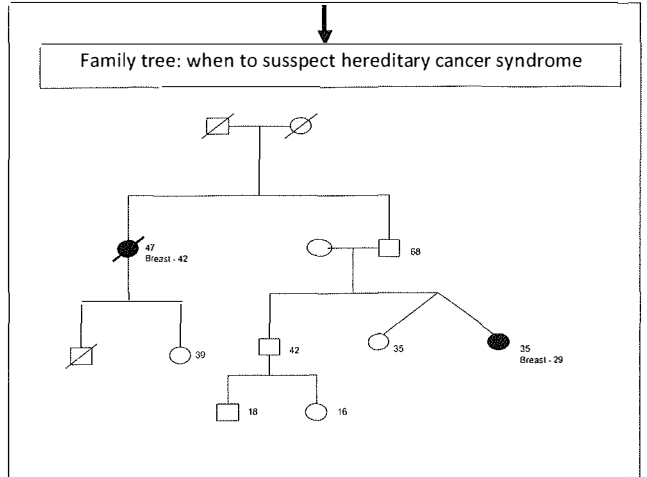 Family tree: when to susspect hereditary cancer syndrome
47
Breast - 42
68
39
42
35
35
Breast - 29
18
16